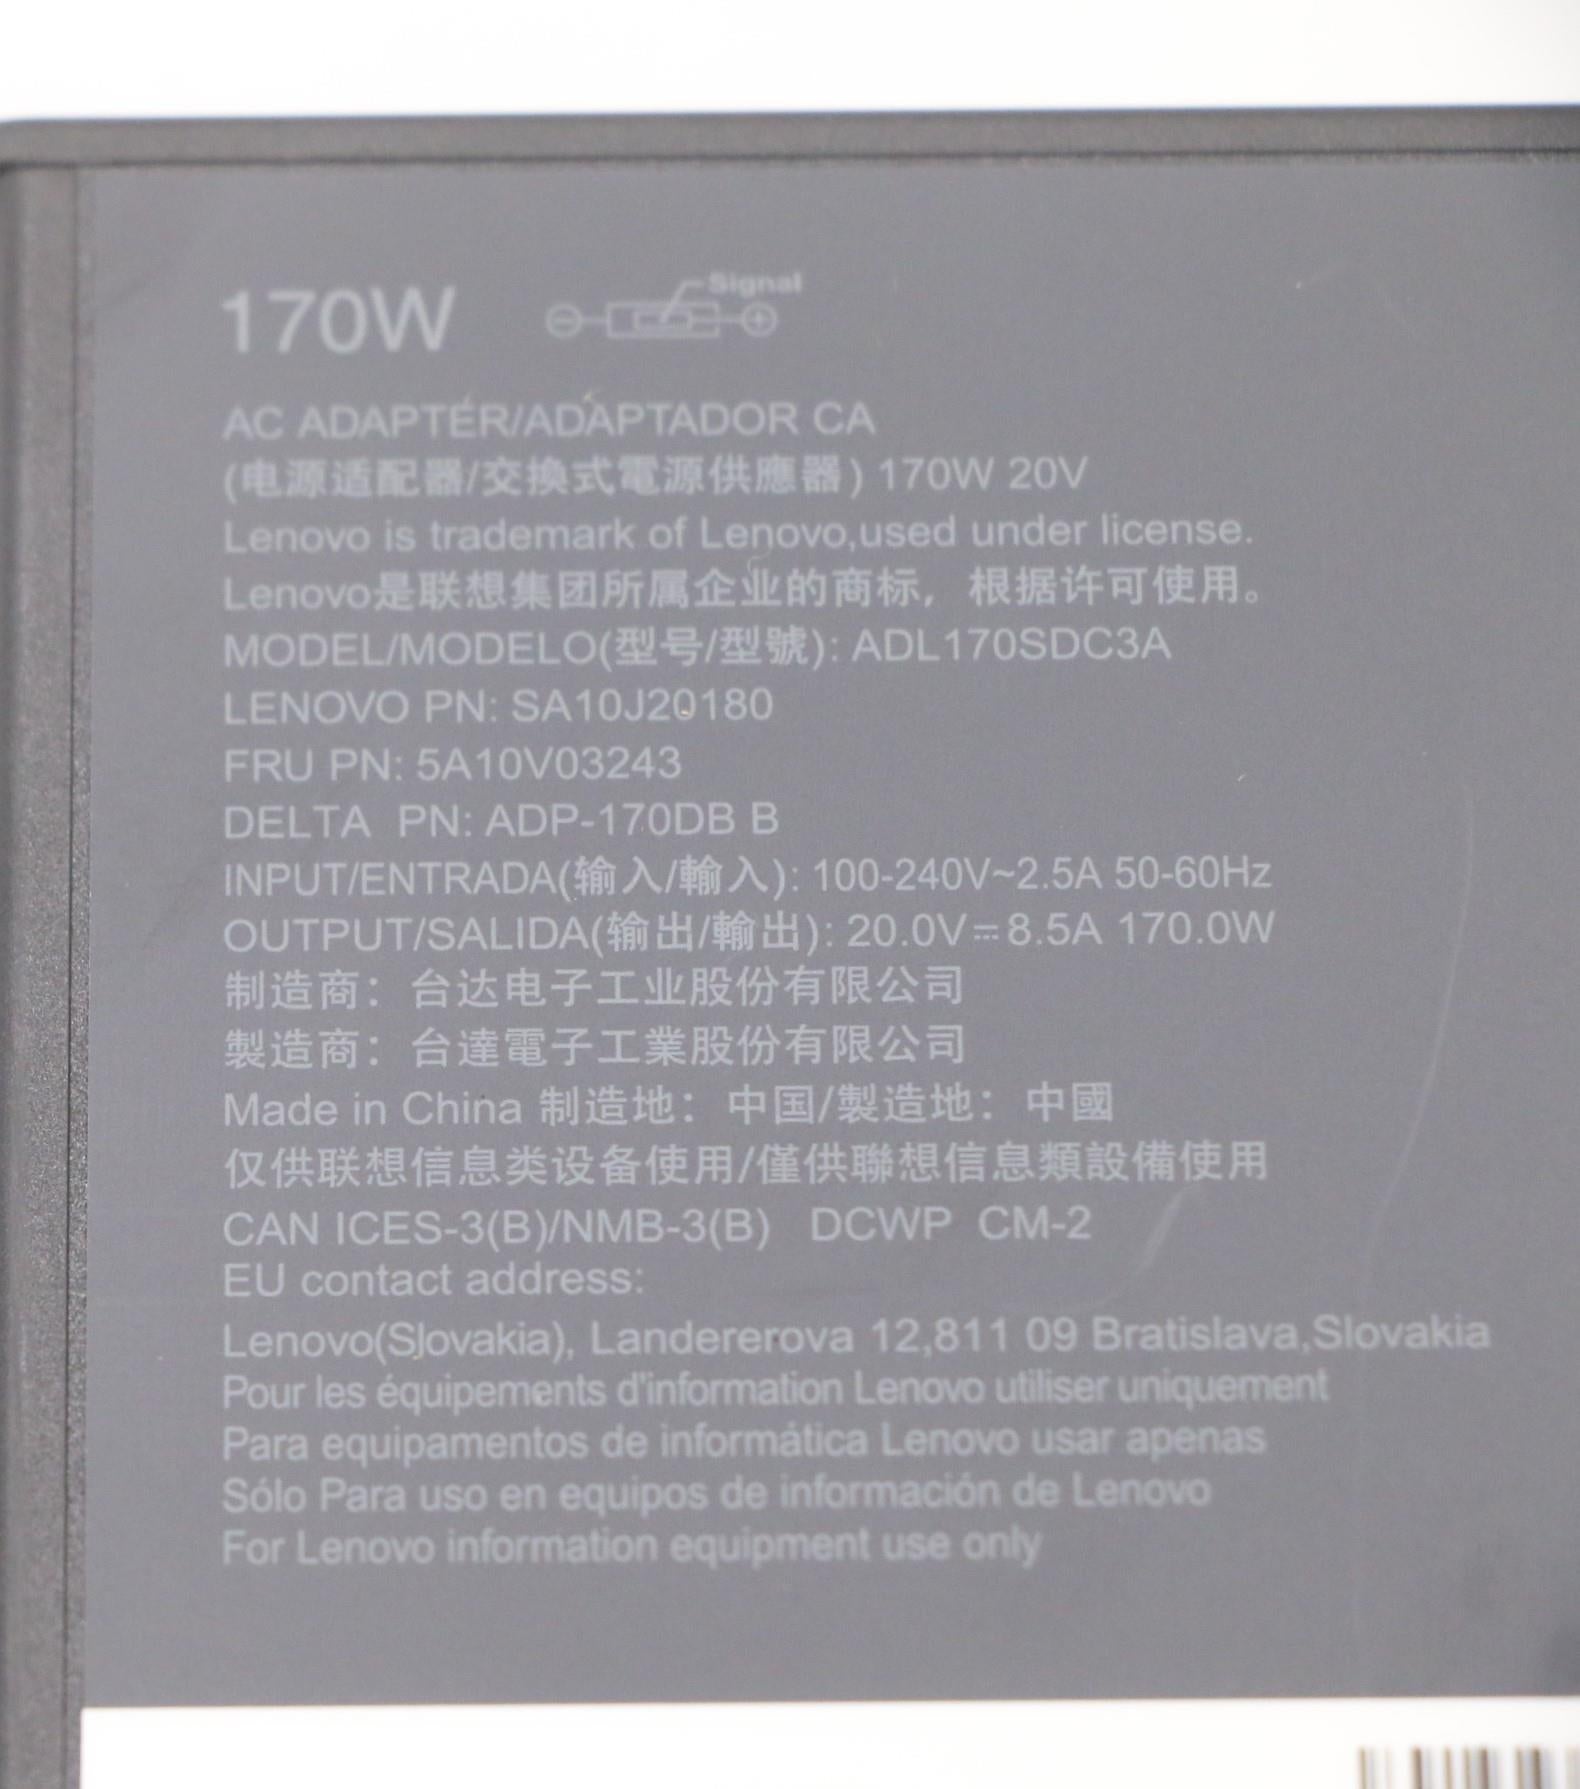 170W
Signal
AC ADAPTER/ADAPTADOR CA
(电源适配器/交換式電源供應器) 170W 20V
Lenovo is trademark of Lenovo,used under license.
Lenovo是联想集团所属企业的商标，根据许可使用。
MODEL/MODELO(型号/型號): ADL170SDC3A
LENOVO PN: SA10J20180
FRU PN: 5A10V03243
DELTA PN: ADP-170DB B
INPUT/ENTRADA(输入/輸入): 100-240V~2.5A 50-60Hz
OUTPUT/SALIDA(输出/輸出): 20.0V⎓8.5A 170.0W
制造商：台达电子工业股份有限公司
製造商：台達電子工業股份有限公司
Made in China 制造地：中国/製造地：中國
仅供联想信息类设备使用/僅供聯想信息類設備使用
CAN ICES-3(B)/NMB-3(B) DCWP CM-2
EU contact address:
Lenovo(Slovakia), Landererova 12,811 09 Bratislava,Slovakia
Pour les équipements d'information Lenovo utiliser uniquement
Para equipamentos de informática Lenovo usar apenas
Sólo Para uso en equipos de información de Lenovo
For Lenovo information equipment use only